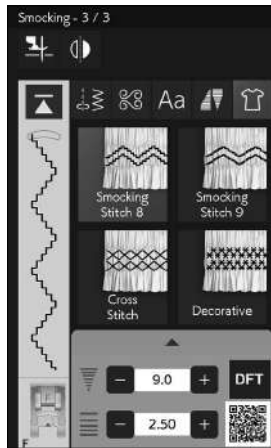 Smocking - 3 / 3
Aa
Smocking
Stitch 8
Smocking
Stitch 9
Cross
Stitch
Decorative
9.0
DFT
2.50
F